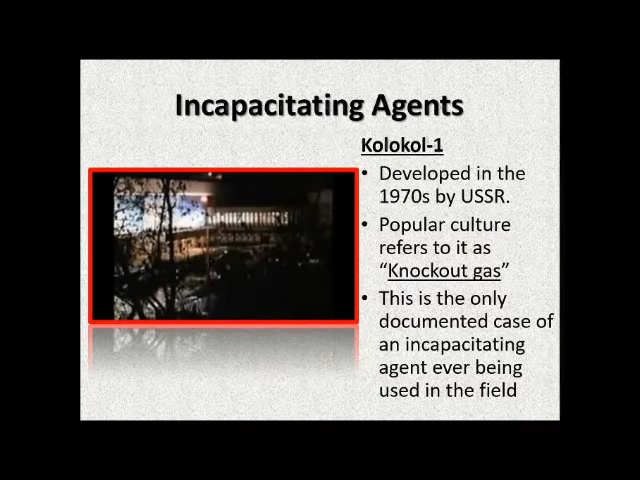 Incapacitating Agents
Kolokol-1
• Developed in the
1970s by USSR.
• Popular culture
refers to it as
“Knockout gas”
• This is the only
documented case of
an incapacitating
agent ever being
used in the field